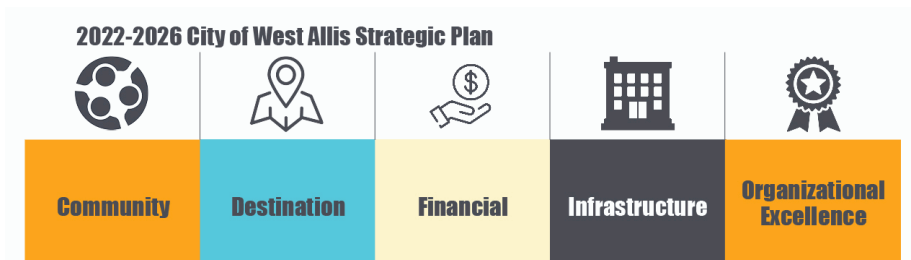 2022-2026 City of West Allis Strategic Plan
$
Community
Destination
Financial
Infrastructure
Organizational
Excellence